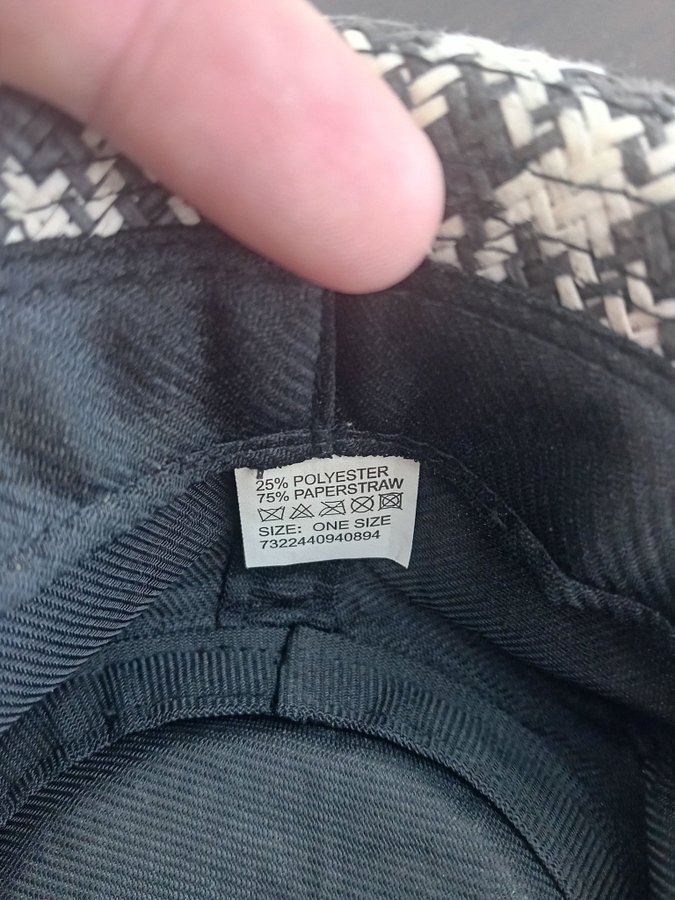 25% POLYESTER
75% PAPERSTRAW
SIZE: ONE SIZE
7322440940894